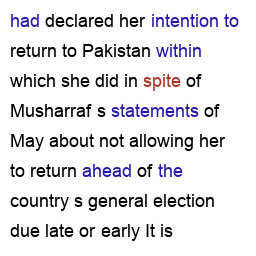 had declared her intention to
return to Pakistan within
which she did in spite of
Musharraf s statements of
May about not allowing her
to return ahead of the
country s general election
due late or early It is